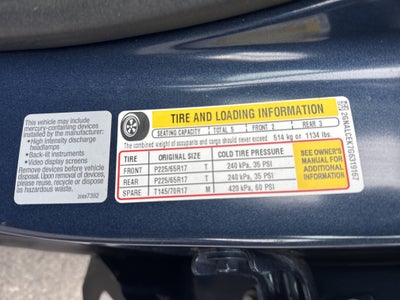 This vehicle may include
mercury-containing devices
installed by the manufacturer:
• High intensity discharge
headlamps
• Back-lit instruments
• Video display screens
Remove devices before vehicle
disposal. Upon removal of devices
please reuse, recycle or dispose
as hazardous waste.
TIRE AND LOADING INFORMATION
SEATING CAPACITY TOTAL 5 FRONT 2 REAR 3
The combined weight of occupants and cargo should never exceed 514 kg or 1134 lbs.
TIRE ORIGINAL SIZE COLD TIRE PRESSURE
FRONT P225/65R17 T 240 kPa, 35 PSI
REAR P225/65R17 T 240 kPa, 35 PSI
SPARE T145/70R17 M 420 kPa, 60 PSI
SEE OWNER'S
MANUAL FOR
ADDITIONAL
INFORMATION
2GNALCEK7G6319167